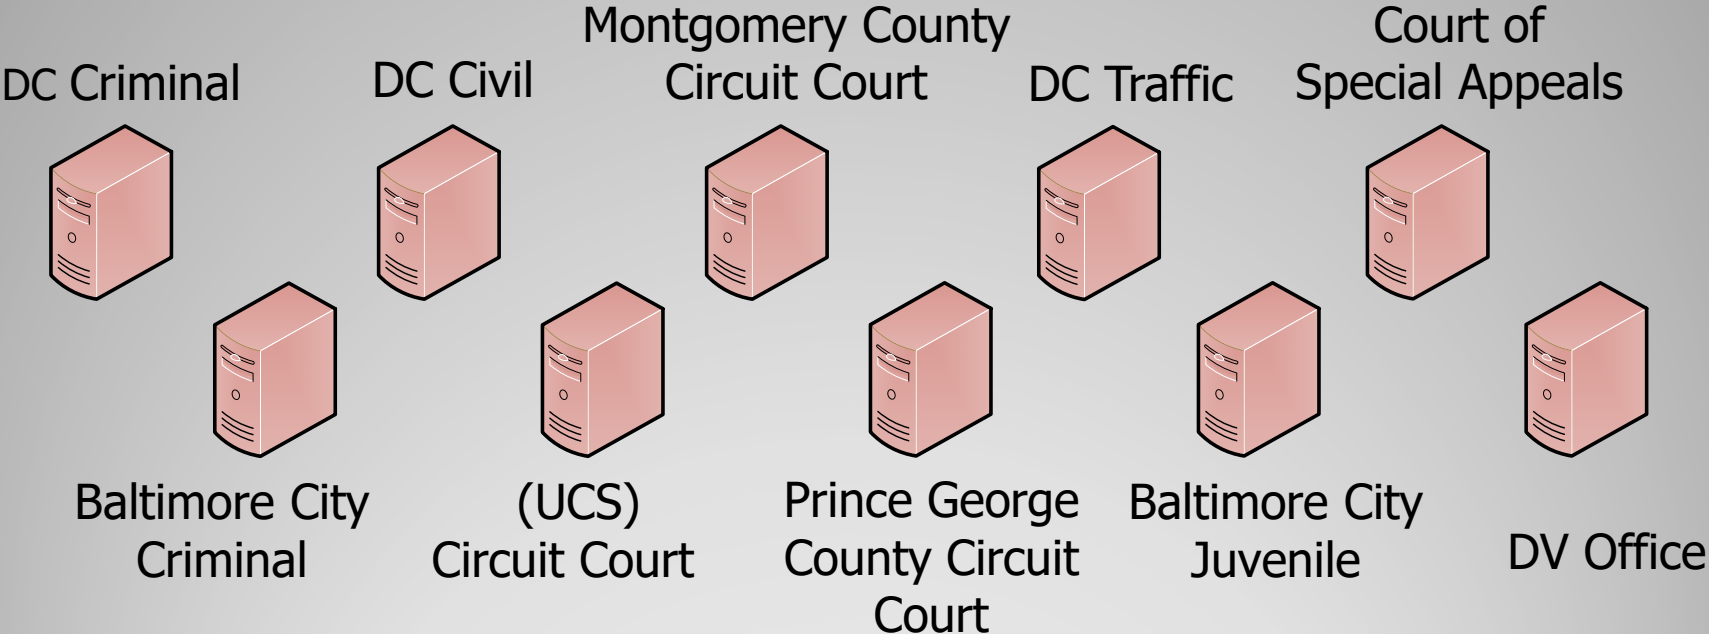 DC Criminal
DC Civil
Montgomery County
Circuit Court
DC Traffic
Court of
Special Appeals
Baltimore City
Criminal
(UCS)
Circuit Court
Prince George
County Circuit
Court
Baltimore City
Juvenile
DV Office